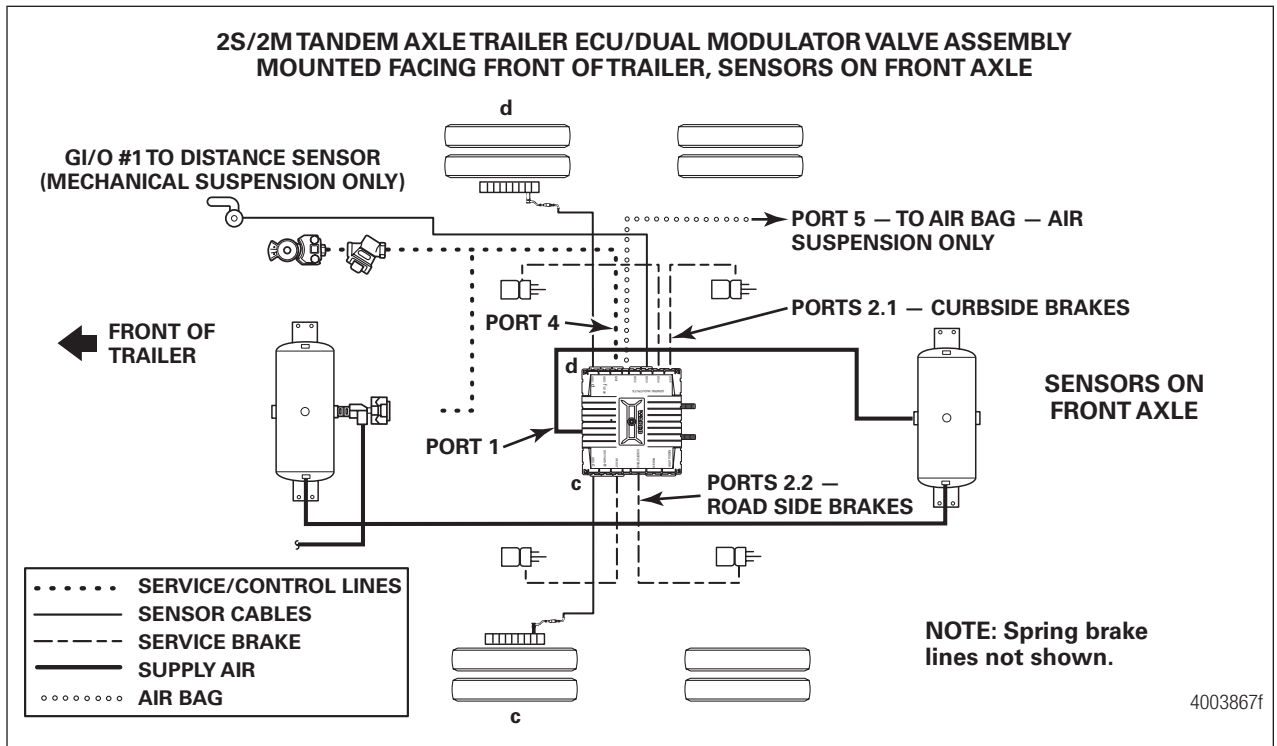 2S/2M TANDEM AXLE TRAILER ECU/DUAL MODULATOR VALVE ASSEMBLY
MOUNTED FACING FRONT OF TRAILER, SENSORS ON FRONT AXLE
d
GI/O #1 TO DISTANCE SENSOR
(MECHANICAL SUSPENSION ONLY)
PORT 5 — TO AIR BAG — AIR
SUSPENSION ONLY
PORTS 2.1 — CURBSIDE BRAKES
PORT 4
FRONT OF
TRAILER
d
SENSORS ON
FRONT AXLE
PORT 1
c
PORTS 2.2 —
ROAD SIDE BRAKES
SERVICE/CONTROL LINES
SENSOR CABLES
SERVICE BRAKE
SUPPLY AIR
AIR BAG
NOTE: Spring brake
lines not shown.
c
4003867f